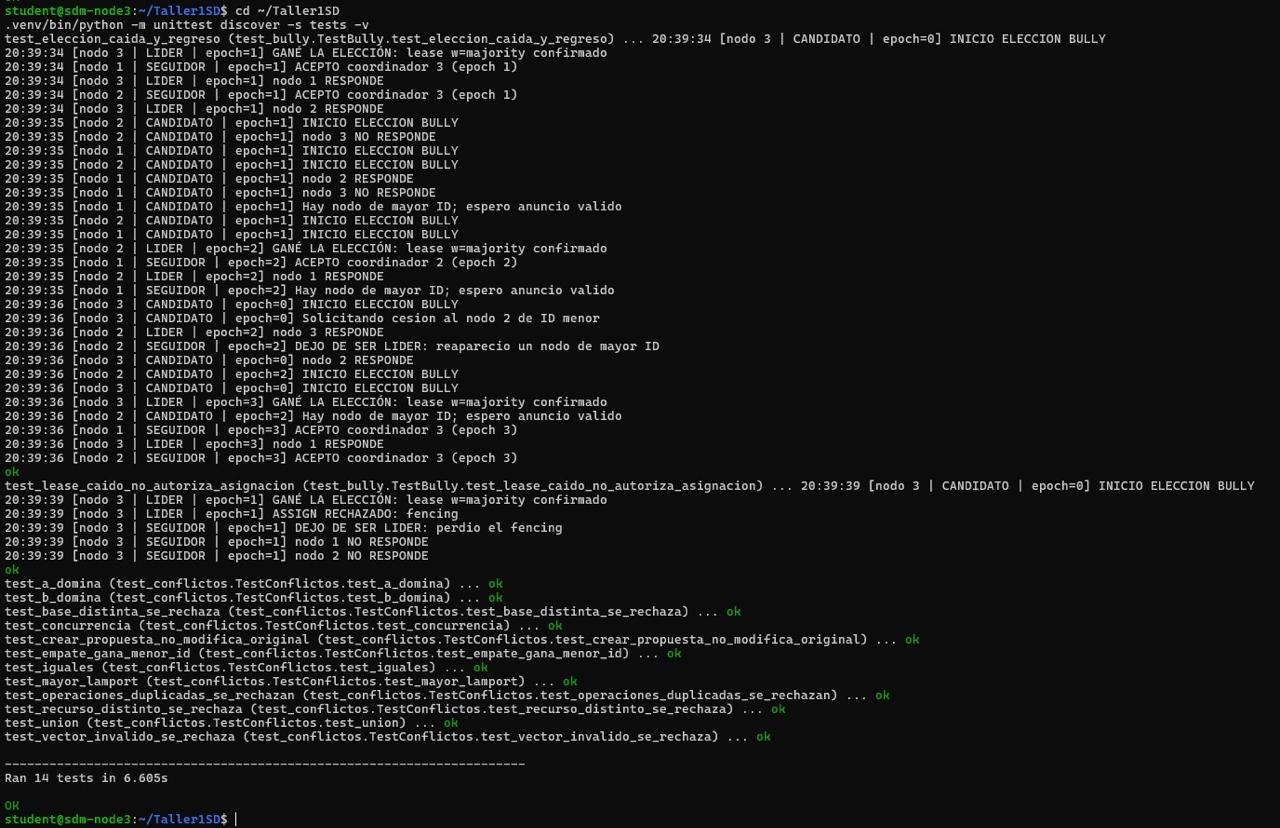 ok
student@sdm-node3:~/Taller1SD$ cd ~/Taller1SD
.venv/bin/python -m unittest discover -s tests -v
test_eleccion_caida_y_regreso (test_bully.TestBully.test_eleccion_caida_y_regreso) ... 20:39:34 [nodo 3 | CANDIDATO | epoch=0] INICIO ELECCION BULLY
20:39:34 [nodo 3 | LIDER | epoch=1] GANÉ LA ELECCIÓN: lease w=majority confirmado
20:39:34 [nodo 1 | SEGUIDOR | epoch=1] ACEPTO coordinador 3 (epoch 1)
20:39:34 [nodo 3 | LIDER | epoch=1] nodo 1 RESPONDE
20:39:34 [nodo 2 | SEGUIDOR | epoch=1] ACEPTO coordinador 3 (epoch 1)
20:39:34 [nodo 3 | LIDER | epoch=1] nodo 2 RESPONDE
20:39:35 [nodo 2 | CANDIDATO | epoch=1] INICIO ELECCION BULLY
20:39:35 [nodo 2 | CANDIDATO | epoch=1] nodo 3 NO RESPONDE
20:39:35 [nodo 1 | CANDIDATO | epoch=1] INICIO ELECCION BULLY
20:39:35 [nodo 2 | CANDIDATO | epoch=1] INICIO ELECCION BULLY
20:39:35 [nodo 1 | CANDIDATO | epoch=1] nodo 2 RESPONDE
20:39:35 [nodo 1 | CANDIDATO | epoch=1] nodo 3 NO RESPONDE
20:39:35 [nodo 1 | CANDIDATO | epoch=1] Hay nodo de mayor ID; espero anuncio valido
20:39:35 [nodo 2 | CANDIDATO | epoch=1] INICIO ELECCION BULLY
20:39:35 [nodo 1 | CANDIDATO | epoch=1] INICIO ELECCION BULLY
20:39:35 [nodo 2 | LIDER | epoch=2] GANÉ LA ELECCIÓN: lease w=majority confirmado
20:39:35 [nodo 1 | SEGUIDOR | epoch=2] ACEPTO coordinador 2 (epoch 2)
20:39:35 [nodo 2 | LIDER | epoch=2] nodo 1 RESPONDE
20:39:35 [nodo 1 | SEGUIDOR | epoch=2] Hay nodo de mayor ID; espero anuncio valido
20:39:36 [nodo 3 | CANDIDATO | epoch=0] INICIO ELECCION BULLY
20:39:36 [nodo 3 | CANDIDATO | epoch=0] Solicitando cesion al nodo 2 de ID menor
20:39:36 [nodo 2 | LIDER | epoch=2] nodo 3 RESPONDE
20:39:36 [nodo 2 | SEGUIDOR | epoch=2] DEJO DE SER LIDER: reaparecio un nodo de mayor ID
20:39:36 [nodo 3 | CANDIDATO | epoch=0] nodo 2 RESPONDE
20:39:36 [nodo 2 | CANDIDATO | epoch=2] INICIO ELECCION BULLY
20:39:36 [nodo 3 | CANDIDATO | epoch=2] INICIO ELECCION BULLY
20:39:36 [nodo 3 | LIDER | epoch=3] GANÉ LA ELECCIÓN: lease w=majority confirmado
20:39:36 [nodo 2 | CANDIDATO | epoch=2] Hay nodo de mayor ID; espero anuncio valido
20:39:36 [nodo 1 | SEGUIDOR | epoch=3] ACEPTO coordinador 3 (epoch 3)
20:39:36 [nodo 3 | LIDER | epoch=3] nodo 1 RESPONDE
20:39:36 [nodo 2 | SEGUIDOR | epoch=3] ACEPTO coordinador 3 (epoch 3)
ok
test_lease_caido_no_autoriza_asignacion (test_bully.TestBully.test_lease_caido_no_autoriza_asignacion) ... 20:39:39 [nodo 3 | CANDIDATO | epoch=0] INICIO ELECCION BULLY
20:39:39 [nodo 3 | LIDER | epoch=1] GANÉ LA ELECCIÓN: lease w=majority confirmado
20:39:39 [nodo 3 | LIDER | epoch=1] ASSIGN RECHAZADO: fencing
20:39:39 [nodo 3 | SEGUIDOR | epoch=1] DEJO DE SER LIDER: perdio el fencing
20:39:39 [nodo 3 | SEGUIDOR | epoch=1] nodo 1 NO RESPONDE
20:39:39 [nodo 3 | SEGUIDOR | epoch=1] nodo 2 NO RESPONDE
ok
test_a_domina (test_conflictos.TestConflictos.test_a_domina) ... ok
test_b_domina (test_conflictos.TestConflictos.test_b_domina) ... ok
test_base_distinta_se_rechaza (test_conflictos.TestConflictos.test_base_distinta_se_rechaza) ... ok
test_concurrencia (test_conflictos.TestConflictos.test_concurrencia) ... ok
test_crear_propuesta_no_modifica_original (test_conflictos.TestConflictos.test_crear_propuesta_no_modifica_original) ... ok
test_empate_gana_menor_id (test_conflictos.TestConflictos.test_empate_gana_menor_id) ... ok
test_iguales (test_conflictos.TestConflictos.test_iguales) ... ok
test_mayor_lamport (test_conflictos.TestConflictos.test_mayor_lamport) ... ok
test_operaciones_duplicadas_se_rechazan (test_conflictos.TestConflictos.test_operaciones_duplicadas_se_rechazan) ... ok
test_recurso_distinto_se_rechaza (test_conflictos.TestConflictos.test_recurso_distinto_se_rechaza) ... ok
test_union (test_conflictos.TestConflictos.test_union) ... ok
test_vector_invalido_se_rechaza (test_conflictos.TestConflictos.test_vector_invalido_se_rechaza) ... ok
----------------------------------------------------------------------
Ran 14 tests in 6.605s
OK
student@sdm-node3:~/Taller1SD$